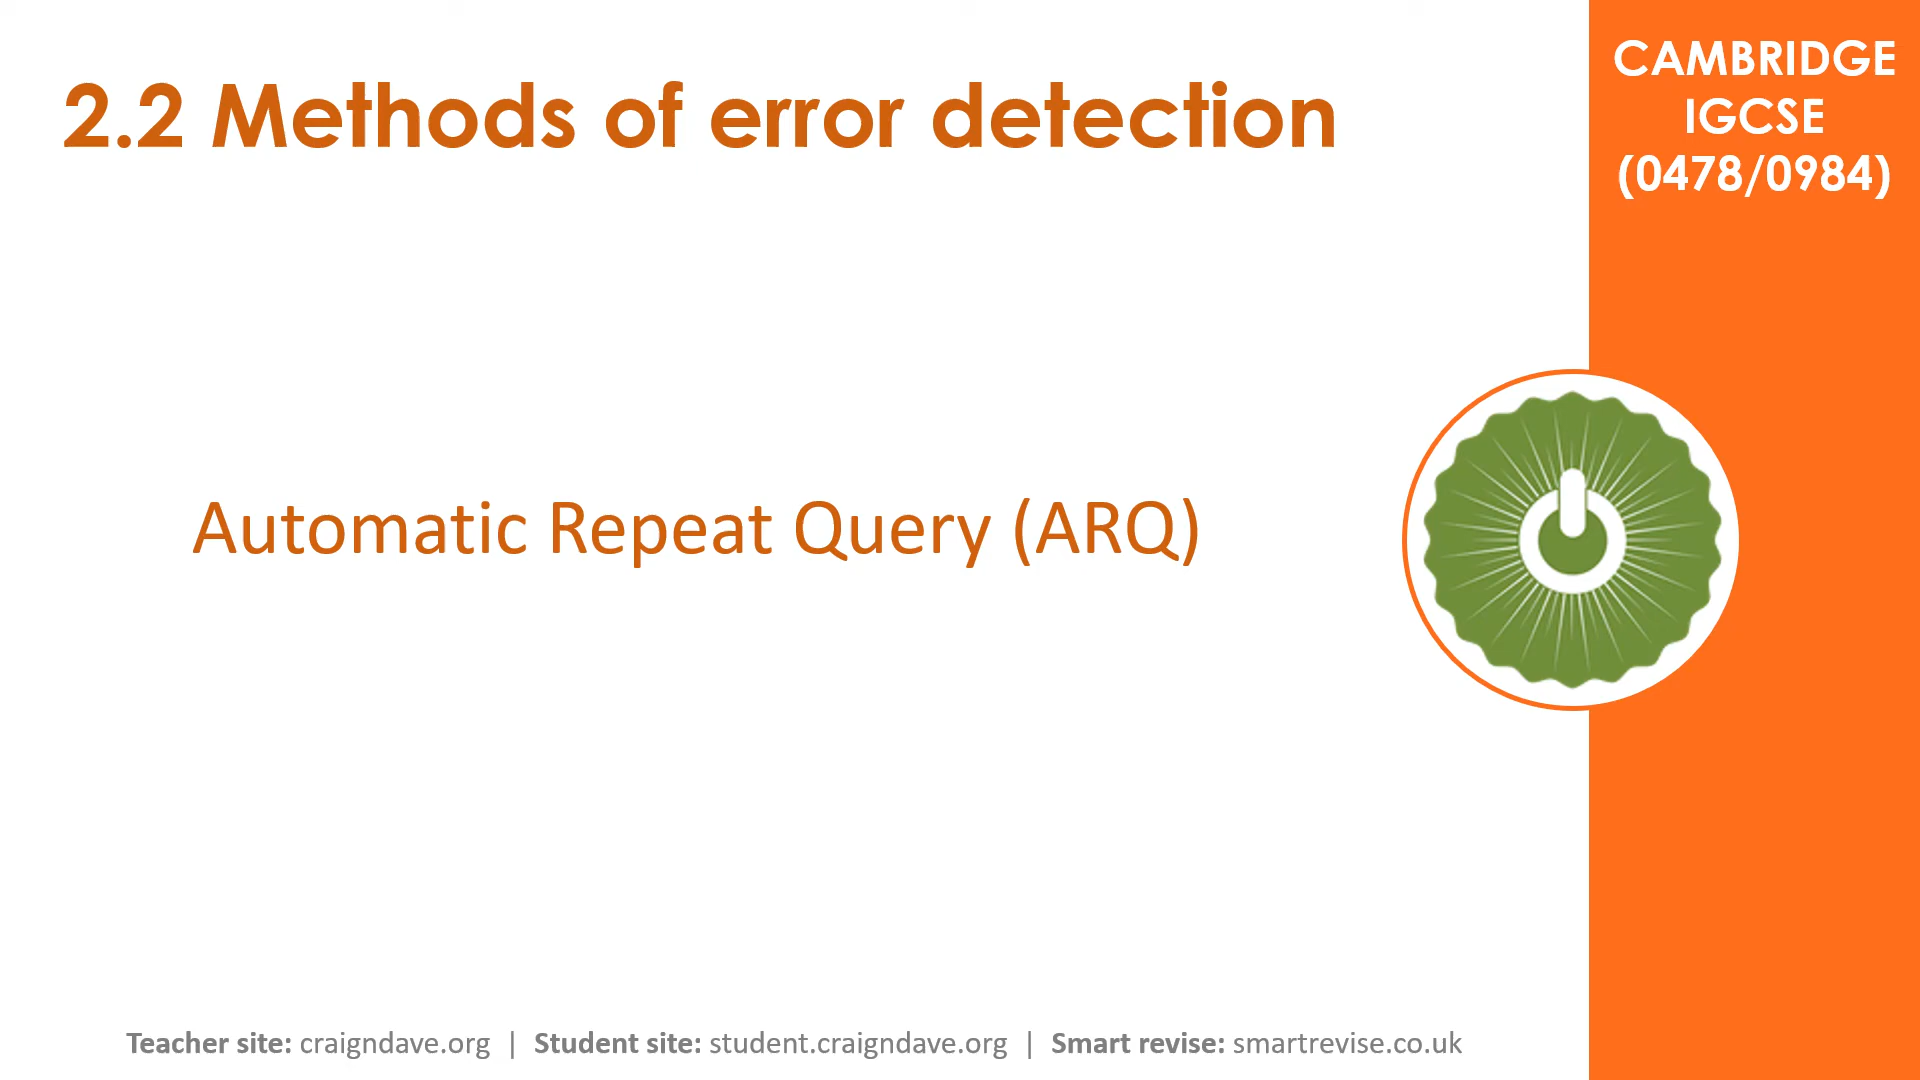 2.2 Methods of error detection
CAMBRIDGE
IGCSE
(0478/0984)
Automatic Repeat Query (ARQ)
Teacher site: craigndave.org | Student site: student.craigndave.org | Smart revise: smartrevise.co.uk